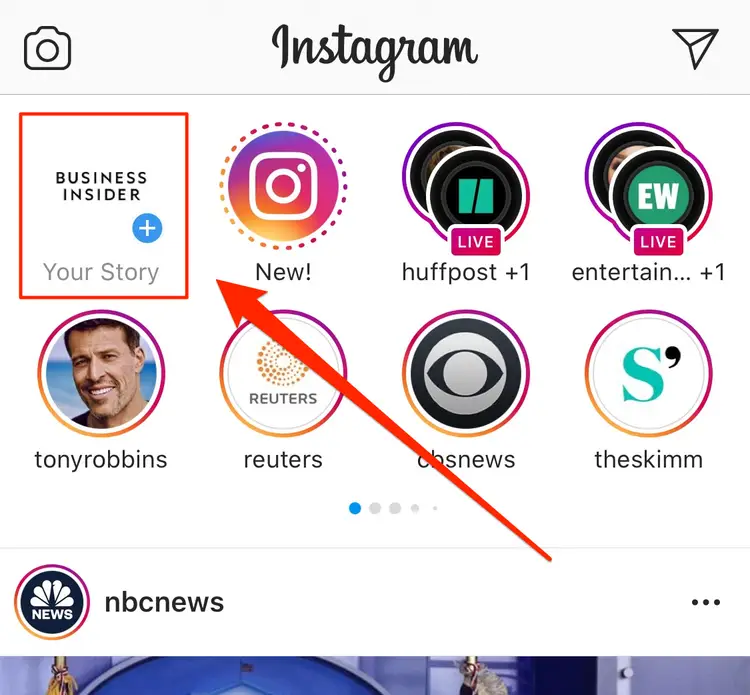 Instagram
BUSINESS
INSIDER
Your Story
New!
LIVE
huffpost +1
EW
LIVE
entertain... +1
tonyrobbins
REUTERS
reuters
cbsnews
S'
theskimm
NEWS
nbcnews